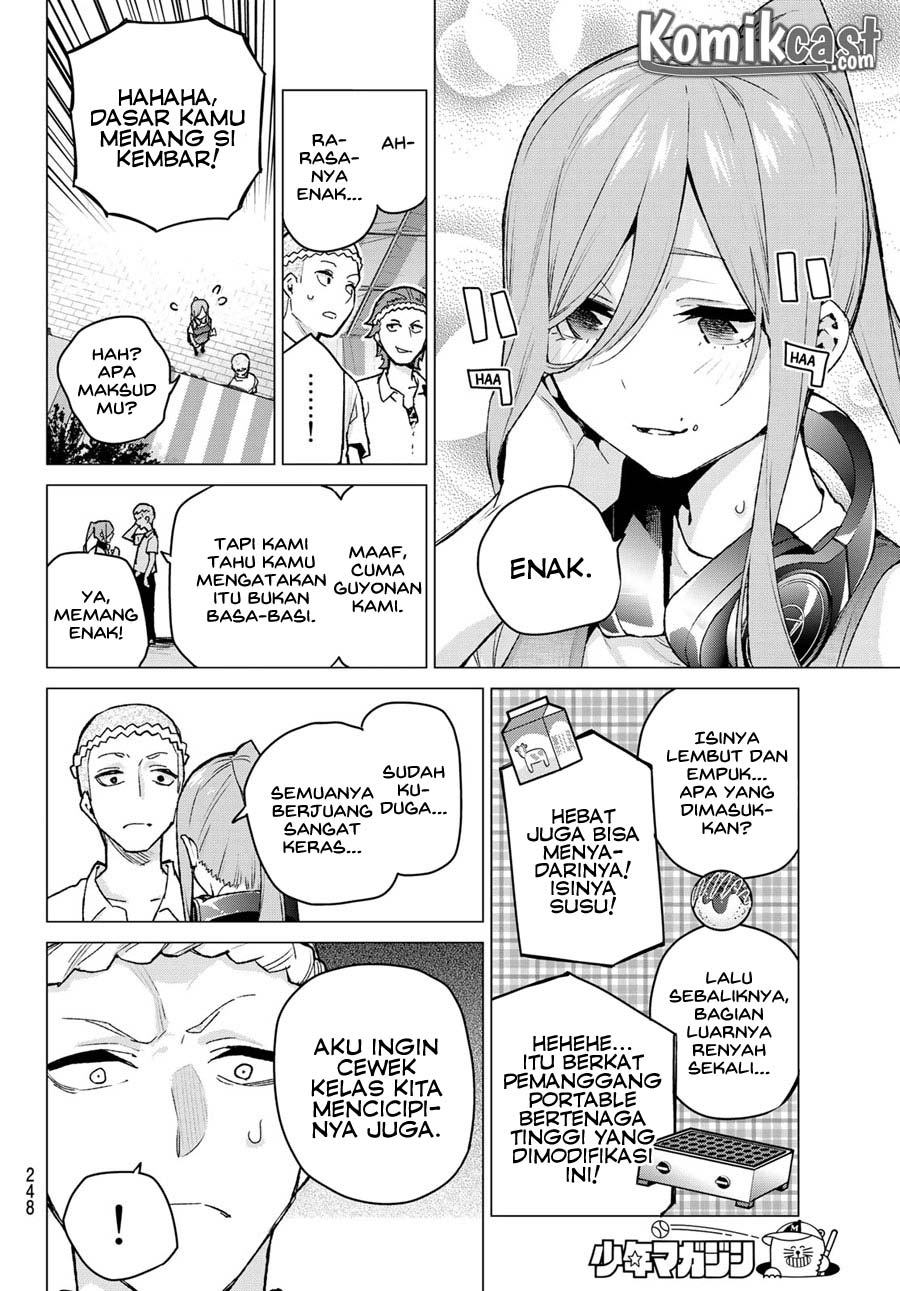 Komikcast
.com
HAA
HAA
ENAK.
AH-
RA-
RASA-
NYA
ENAK...
.......!
HAHAHA,
DASAR KAMU
MEMANG SI
KEMBAR!
HAH?
APA
MAKSUD
MU?
MAAF,
CUMA
GUYONAN
KAMI.
TAPI KAMI
TAHU KAMU
MENGATAKAN
ITU BUKAN
BASA-BASI.
YA,
MEMANG
ENAK!
ISINYA
LEMBUT DAN
EMPUK...
APA YANG
DIMASUK-
KAN?
HEBAT
JUGA BISA
MENYA-
DARINYA!
ISINYA
SUSU!
LALU
SEBALIKNYA,
BAGIAN
LUARNYA
RENYAH
SEKALI...
HEHEHE...
ITU BERKAT
PEMANGGANG
PORTABLE
BERTENAGA
TINGGI YANG
DIMODIFIKASI
INI!
SUDAH
KU-
DUGA...
SEMUANYA
BERJUANG
SANGAT
KERAS...
AKU INGIN
CEWEK
KELAS KITA
MENCICIPI-
NYA JUGA.
!
248
少年マガジン
M